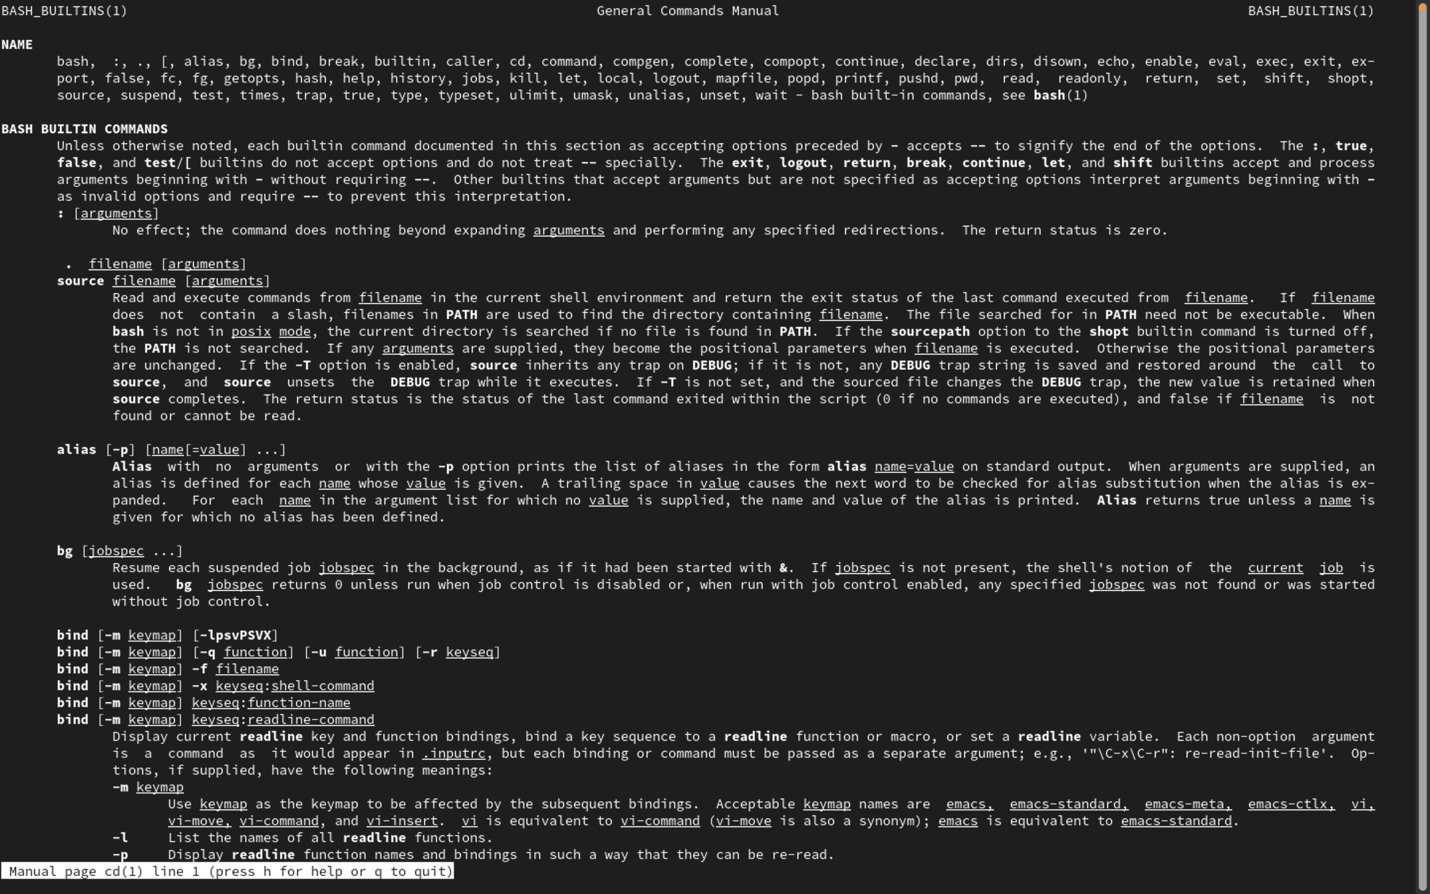 BASH_BUILTINS(1) General Commands Manual BASH_BUILTINS(1)
NAME
bash, :, ., [, alias, bg, bind, break, builtin, caller, cd, command, compgen, complete, compopt, continue, declare, dirs, disown, echo, enable, eval, exec, exit, ex-
port, false, fc, fg, getopts, hash, help, history, jobs, kill, let, local, logout, mapfile, popd, printf, pushd, pwd, read, readonly, return, set, shift, shopt,
source, suspend, test, times, trap, true, type, typeset, ulimit, umask, unalias, unset, wait - bash built-in commands, see bash(1)
BASH BUILTIN COMMANDS
Unless otherwise noted, each builtin command documented in this section as accepting options preceded by - accepts -- to signify the end of the options. The :, true,
false, and test/[ builtins do not accept options and do not treat -- specially. The exit, logout, return, break, continue, let, and shift builtins accept and process
arguments beginning with - without requiring --. Other builtins that accept arguments but are not specified as accepting options interpret arguments beginning with -
as invalid options and require -- to prevent this interpretation.
: [arguments]
No effect; the command does nothing beyond expanding arguments and performing any specified redirections. The return status is zero.
. filename [arguments]
source filename [arguments]
Read and execute commands from filename in the current shell environment and return the exit status of the last command executed from filename. If filename
does not contain a slash, filenames in PATH are used to find the directory containing filename. The file searched for in PATH need not be executable. When
bash is not in posix mode, the current directory is searched if no file is found in PATH. If the sourcepath option to the shopt builtin command is turned off,
the PATH is not searched. If any arguments are supplied, they become the positional parameters when filename is executed. Otherwise the positional parameters
are unchanged. If the -T option is enabled, source inherits any trap on DEBUG; if it is not, any DEBUG trap string is saved and restored around the call to
source, and source unsets the DEBUG trap while it executes. If -T is not set, and the sourced file changes the DEBUG trap, the new value is retained when
source completes. The return status is the status of the last command exited within the script (0 if no commands are executed), and false if filename is not
found or cannot be read.
alias [-p] [name[=value] ...]
Alias with no arguments or with the -p option prints the list of aliases in the form alias name=value on standard output. When arguments are supplied, an
alias is defined for each name whose value is given. A trailing space in value causes the next word to be checked for alias substitution when the alias is ex-
panded. For each name in the argument list for which no value is supplied, the name and value of the alias is printed. Alias returns true unless a name is
given for which no alias has been defined.
bg [jobspec ...]
Resume each suspended job jobspec in the background, as if it had been started with &. If jobspec is not present, the shell's notion of the current job is
used. bg jobspec returns 0 unless run when job control is disabled or, when run with job control enabled, any specified jobspec was not found or was started
without job control.
bind [-m keymap] [-lpsvPSVX]
bind [-m keymap] [-q function] [-u function] [-r keyseq]
bind [-m keymap] -f filename
bind [-m keymap] -x keyseq:shell-command
bind [-m keymap] keyseq:function-name
bind [-m keymap] keyseq:readline-command
Display current readline key and function bindings, bind a key sequence to a readline function or macro, or set a readline variable. Each non-option argument
is a command as it would appear in .inputrc, but each binding or command must be passed as a separate argument; e.g., '"\C-x\C-r": re-read-init-file'. Op-
tions, if supplied, have the following meanings:
-m keymap
Use keymap as the keymap to be affected by the subsequent bindings. Acceptable keymap names are emacs, emacs-standard, emacs-meta, emacs-ctlx, vi,
vi-move, vi-command, and vi-insert. vi is equivalent to vi-command (vi-move is also a synonym); emacs is equivalent to emacs-standard.
-l List the names of all readline functions.
-p Display readline function names and bindings in such a way that they can be re-read.
Manual page cd(1) line 1 (press h for help or q to quit)